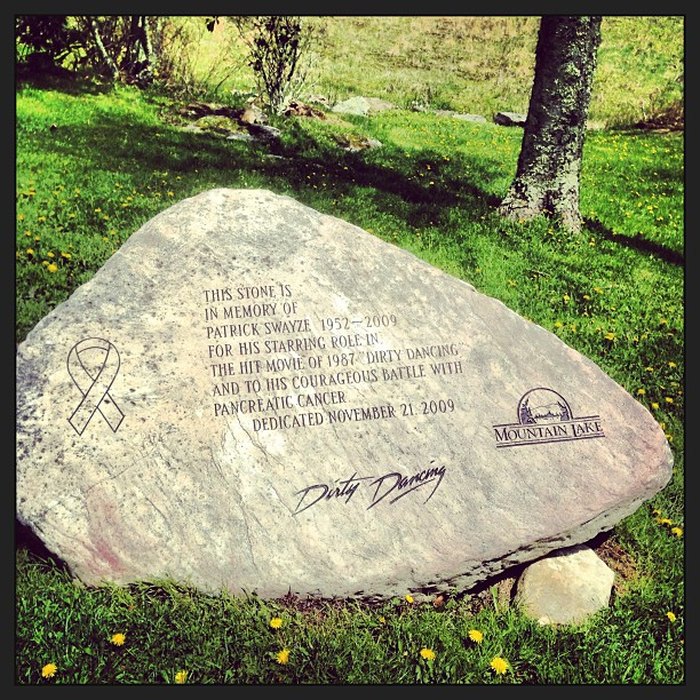 THIS STONE IS
IN MEMORY OF
PATRICK SWAYZE 1952–2009
FOR HIS STARRING ROLE IN
THE HIT MOVIE OF 1987 "DIRTY DANCING"
AND TO HIS COURAGEOUS BATTLE WITH
PANCREATIC CANCER
DEDICATED NOVEMBER 21, 2009
MOUNTAIN LAKE
Dirty Dancing